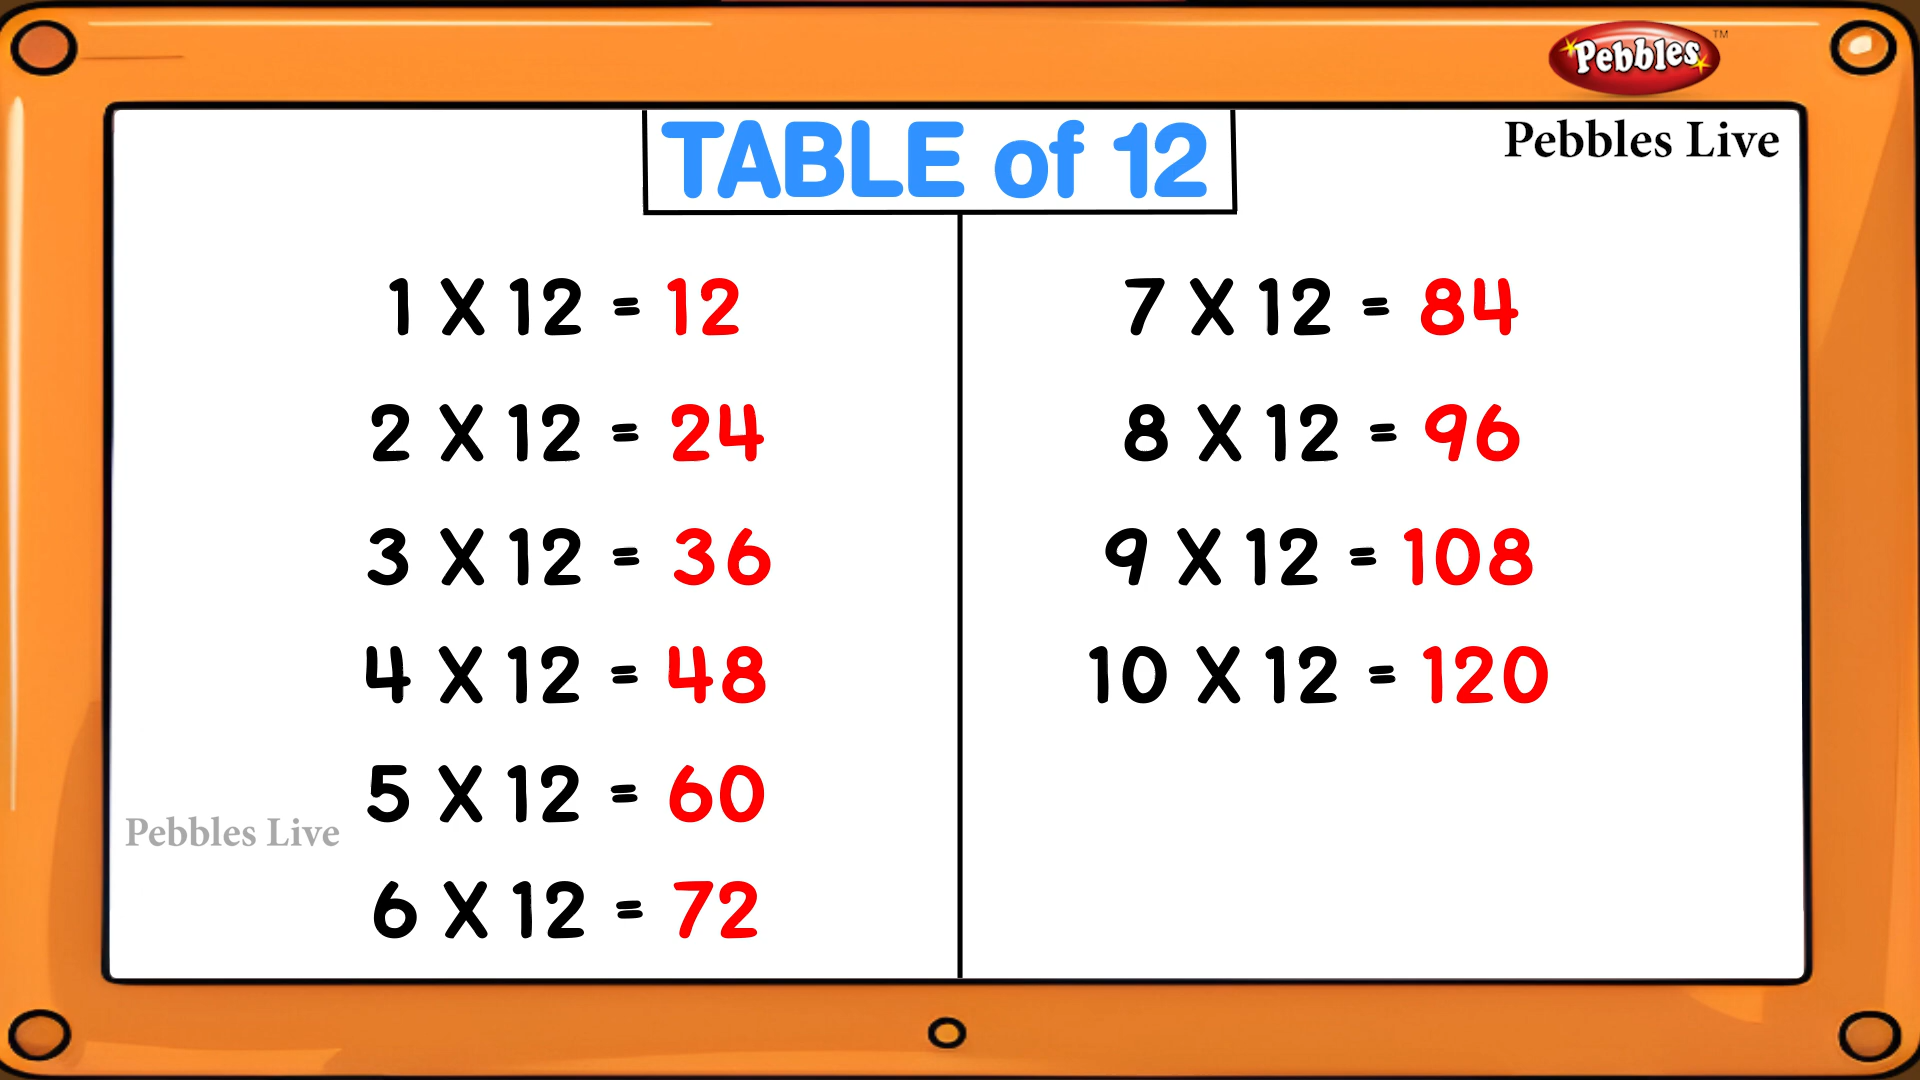 Pebbles TM
TABLE of 12
Pebbles Live
1 X 12 = 12
2 X 12 = 24
3 X 12 = 36
4 X 12 = 48
5 X 12 = 60
6 X 12 = 72
7 X 12 = 84
8 X 12 = 96
9 X 12 = 108
10 X 12 = 120
Pebbles Live